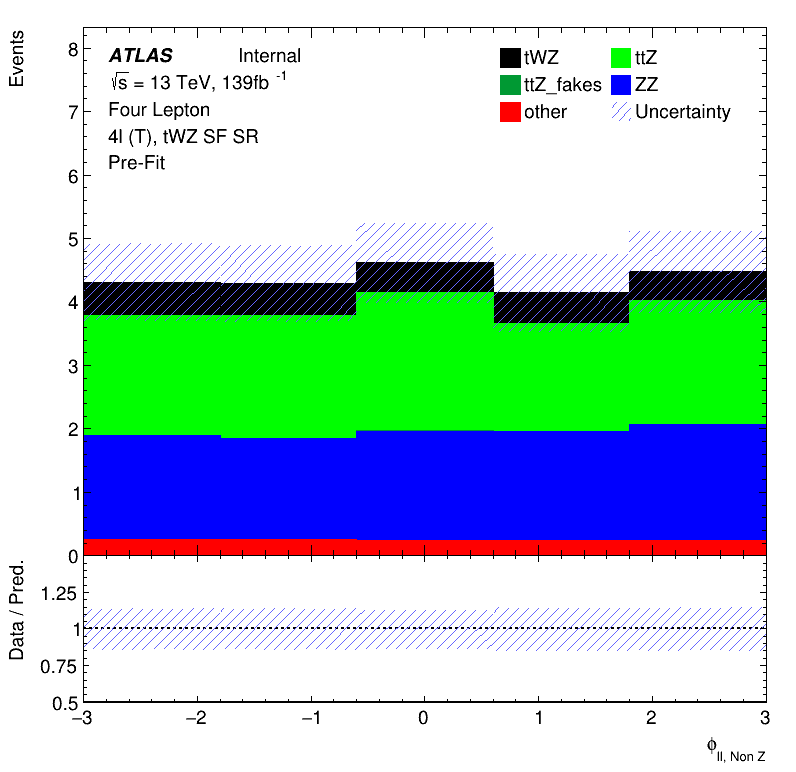 Events
8
7
6
5
4
3
2
1
0
ATLAS Internal
√s = 13 TeV, 139fb -1
Four Lepton
4l (T), tWZ SF SR
Pre-Fit
tWZ ttZ
ttZ_fakes ZZ
other Uncertainty
Data / Pred.
1.25
1
0.75
0.5
−3 −2 −1 0 1 2 3
ϕ ll, Non Z